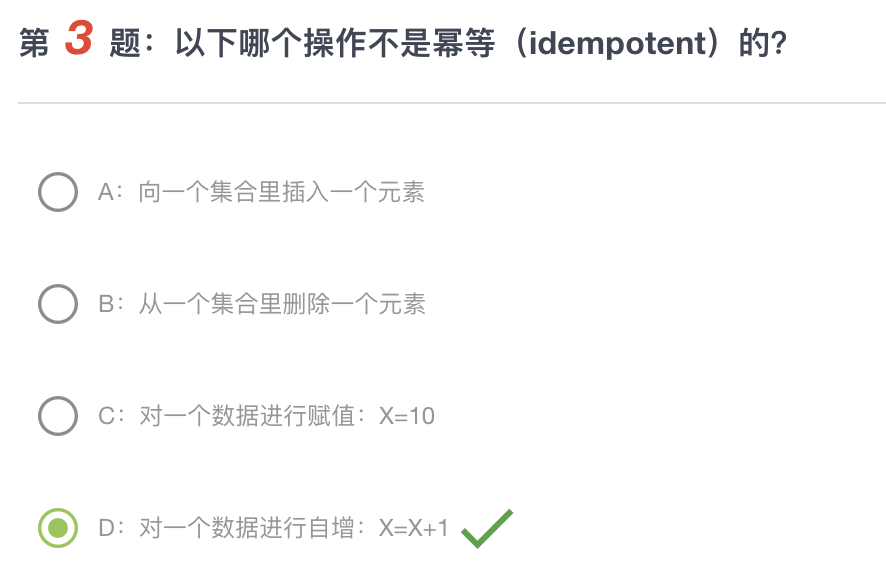 第 3 题：以下哪个操作不是幂等（idempotent）的?
A：向一个集合里插入一个元素
B：从一个集合里删除一个元素
C：对一个数据进行赋值：X=10
D：对一个数据进行自增：X=X+1